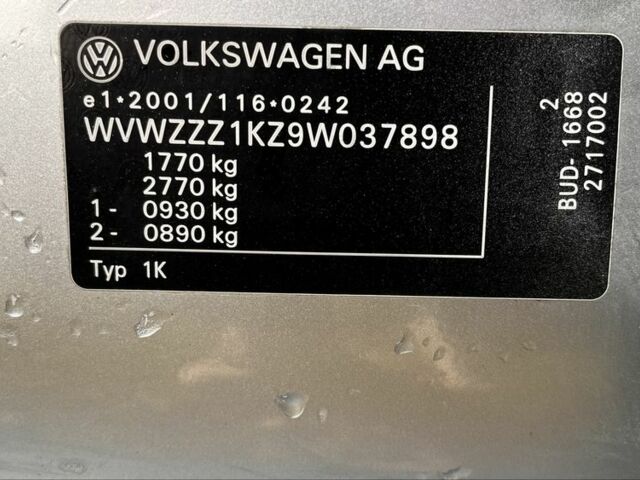 VOLKSWAGEN AG
e1*2001/116*0242
WVWZZZ1KZ9W037898
1770 kg
2770 kg
1- 0930 kg
2- 0890 kg
Typ 1K
2
BUD-1668
2717002